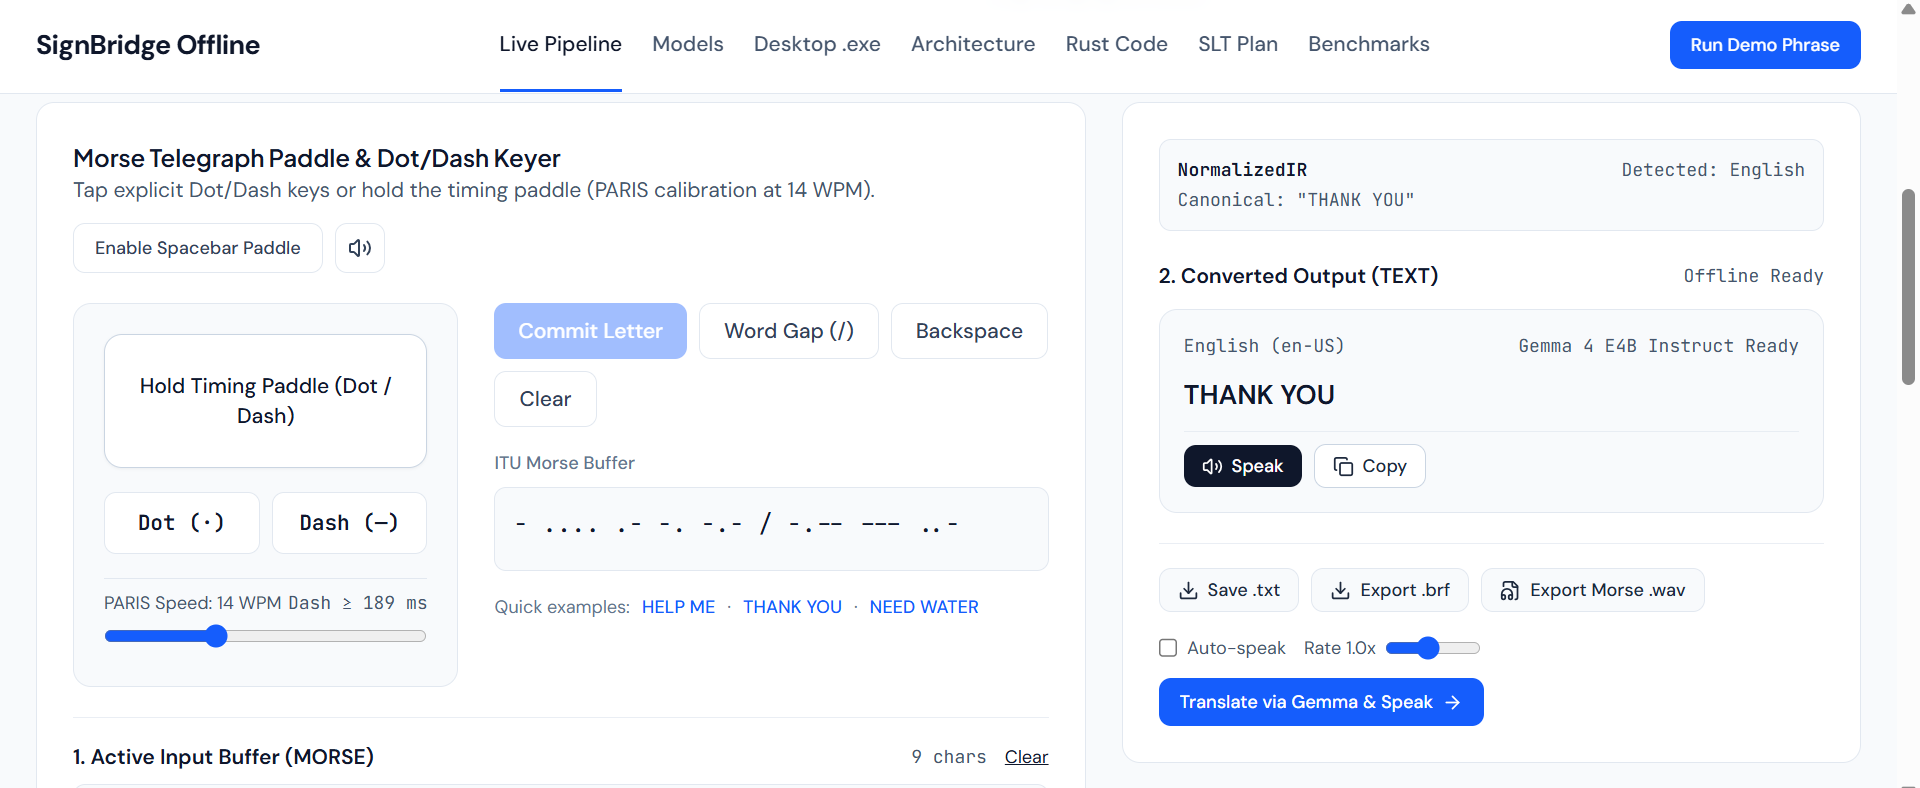 SignBridge Offline
Live Pipeline
Models
Desktop .exe
Architecture
Rust Code
SLT Plan
Benchmarks
Run Demo Phrase
Morse Telegraph Paddle & Dot/Dash Keyer
Tap explicit Dot/Dash keys or hold the timing paddle (PARIS calibration at 14 WPM).
Enable Spacebar Paddle
Hold Timing Paddle (Dot /
Dash)
Dot (·)
Dash (—)
PARIS Speed: 14 WPM Dash ≥ 189 ms
Commit Letter
Word Gap (/)
Backspace
Clear
ITU Morse Buffer
- .... .- -. -.- / -.-- --- ..-
Quick examples: HELP ME · THANK YOU · NEED WATER
1. Active Input Buffer (MORSE)
9 chars
Clear
NormalizedIR
Detected: English
Canonical: "THANK YOU"
2. Converted Output (TEXT)
Offline Ready
English (en-US)
Gemma 4 E4B Instruct Ready
THANK YOU
Speak
Copy
Save .txt
Export .brf
Export Morse .wav
Auto-speak
Rate 1.0x
Translate via Gemma & Speak →